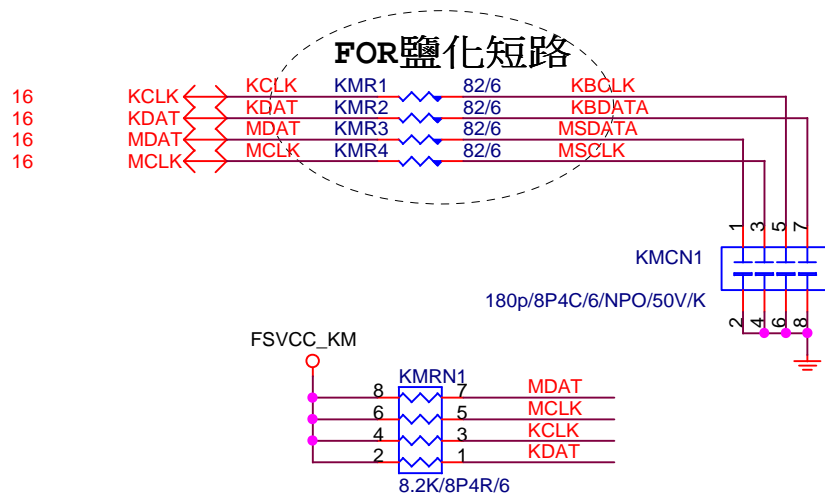 FOR鹽化短路
16 KCLK KCLK KMR1 82/6 KBCLK
16 KDAT KDAT KMR2 82/6 KBDATA
16 MDAT MDAT KMR3 82/6 MSDATA
16 MCLK MCLK KMR4 82/6 MSCLK
1 3 5 7
KMCN1
180p/8P4C/6/NPO/50V/K
2 4 6 8
FSVCC_KM
KMRN1
8 7 MDAT
6 5 MCLK
4 3 KCLK
2 1 KDAT
8.2K/8P4R/6